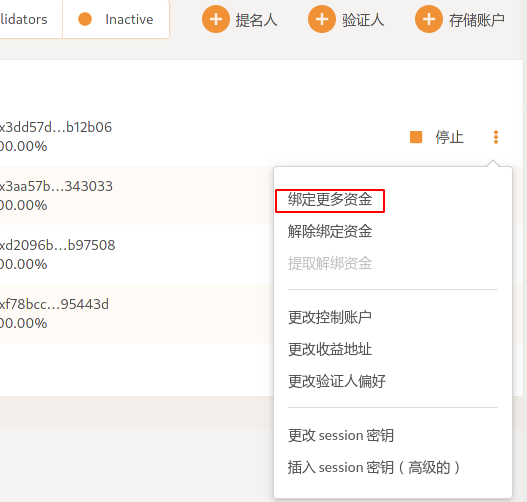 lidators
Inactive
提名人
验证人
存储账户
x3dd57d...b12b06
00.00%
停止
x3aa57b...343033
00.00%
xd2096b...b97508
00.00%
xf78bcc...95443d
00.00%
绑定更多资金
解除绑定资金
提取解绑资金
更改控制账户
更改收益地址
更改验证人偏好
更改 session 密钥
插入 session 密钥（高级的）